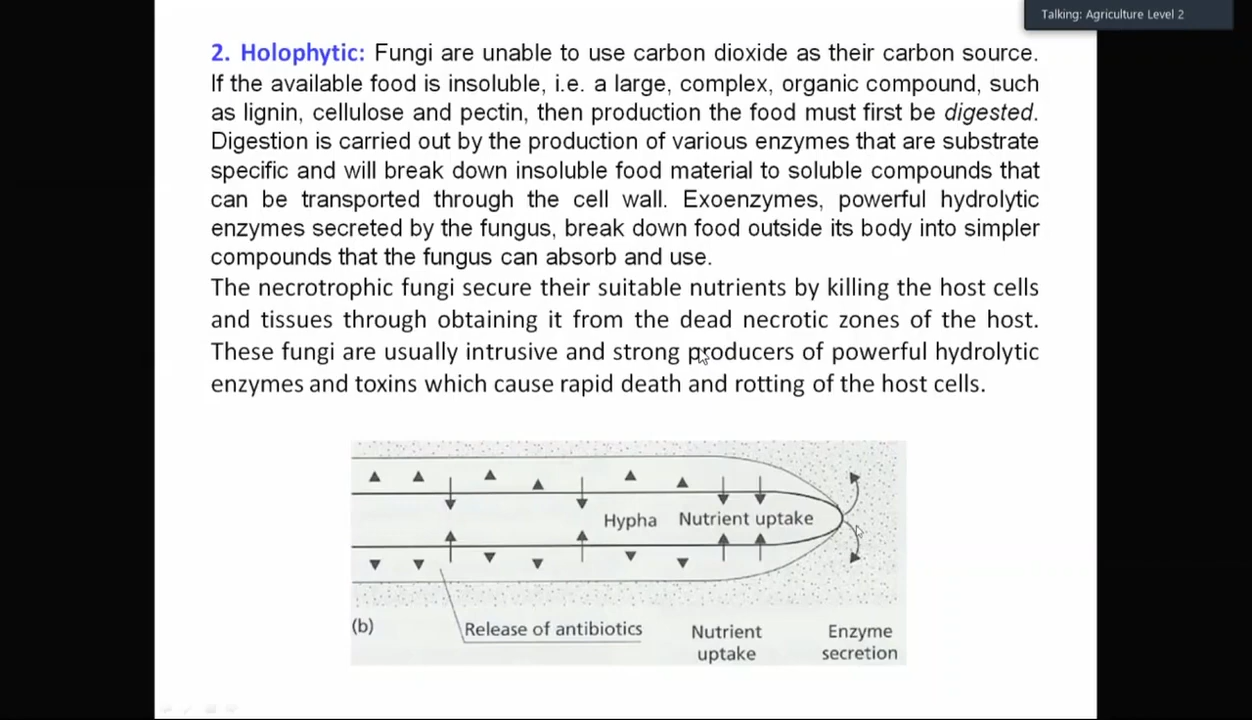 Talking: Agriculture Level 2
2. Holophytic: Fungi are unable to use carbon dioxide as their carbon source.
If the available food is insoluble, i.e. a large, complex, organic compound, such
as lignin, cellulose and pectin, then production the food must first be digested.
Digestion is carried out by the production of various enzymes that are substrate
specific and will break down insoluble food material to soluble compounds that
can be transported through the cell wall. Exoenzymes, powerful hydrolytic
enzymes secreted by the fungus, break down food outside its body into simpler
compounds that the fungus can absorb and use.
The necrotrophic fungi secure their suitable nutrients by killing the host cells
and tissues through obtaining it from the dead necrotic zones of the host.
These fungi are usually intrusive and strong producers of powerful hydrolytic
enzymes and toxins which cause rapid death and rotting of the host cells.
Hypha Nutrient uptake
(b)
Release of antibiotics
Nutrient
uptake
Enzyme
secretion